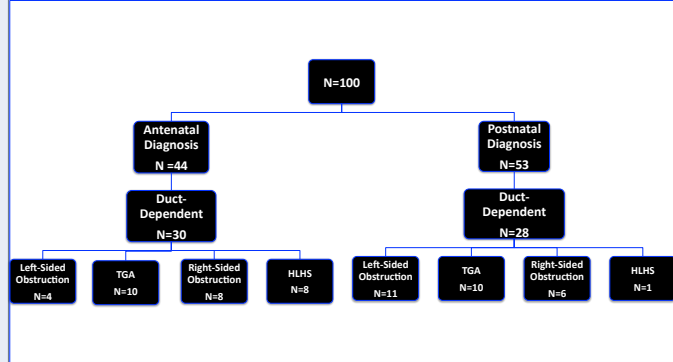 N=100
Antenatal
Diagnosis
N =44
Postnatal
Diagnosis
N=53
Duct-
Dependent
N=30
Duct-
Dependent
N=28
Left-Sided
Obstruction
N=4
TGA
N=10
Right-Sided
Obstruction
N=8
HLHS
N=8
Left-Sided
Obstruction
N=11
TGA
N=10
Right-Sided
Obstruction
N=6
HLHS
N=1